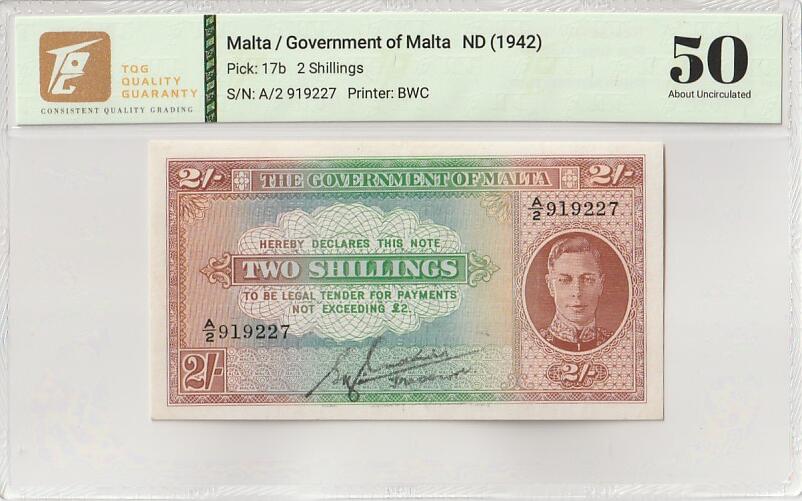 TQG
QUALITY
GUARANTY
CONSISTENT QUALITY GRADING
Malta / Government of Malta ND (1942)
Pick: 17b 2 Shillings
S/N: A/2 919227 Printer: BWC
50
About Uncirculated
2/- THE GOVERNMENT OF MALTA 2/-
A/2 919227
HEREBY DECLARES THIS NOTE
TWO SHILLINGS
TO BE LEGAL TENDER FOR PAYMENTS
NOT EXCEEDING £2.
A/2 919227
2/-
2/-